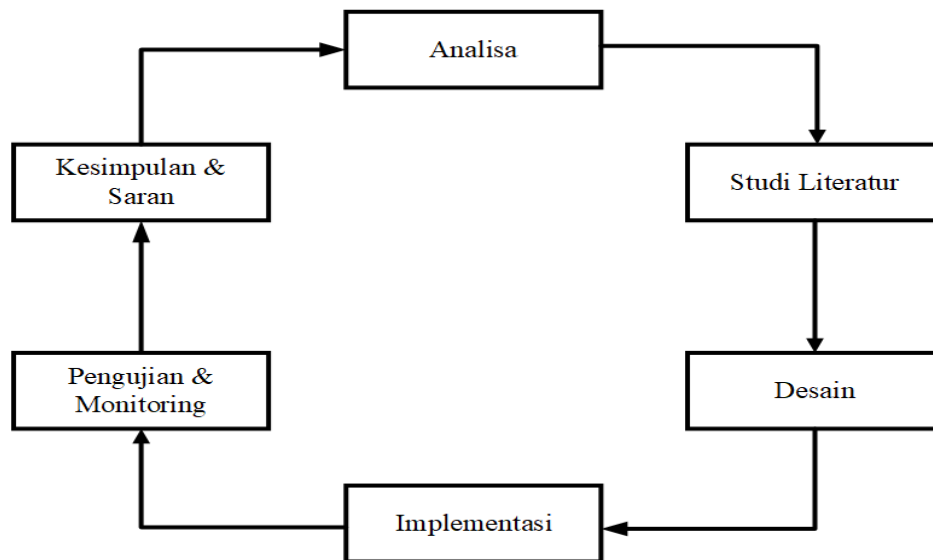 Analisa
Studi Literatur
Desain
Implementasi
Pengujian &
Monitoring
Kesimpulan &
Saran